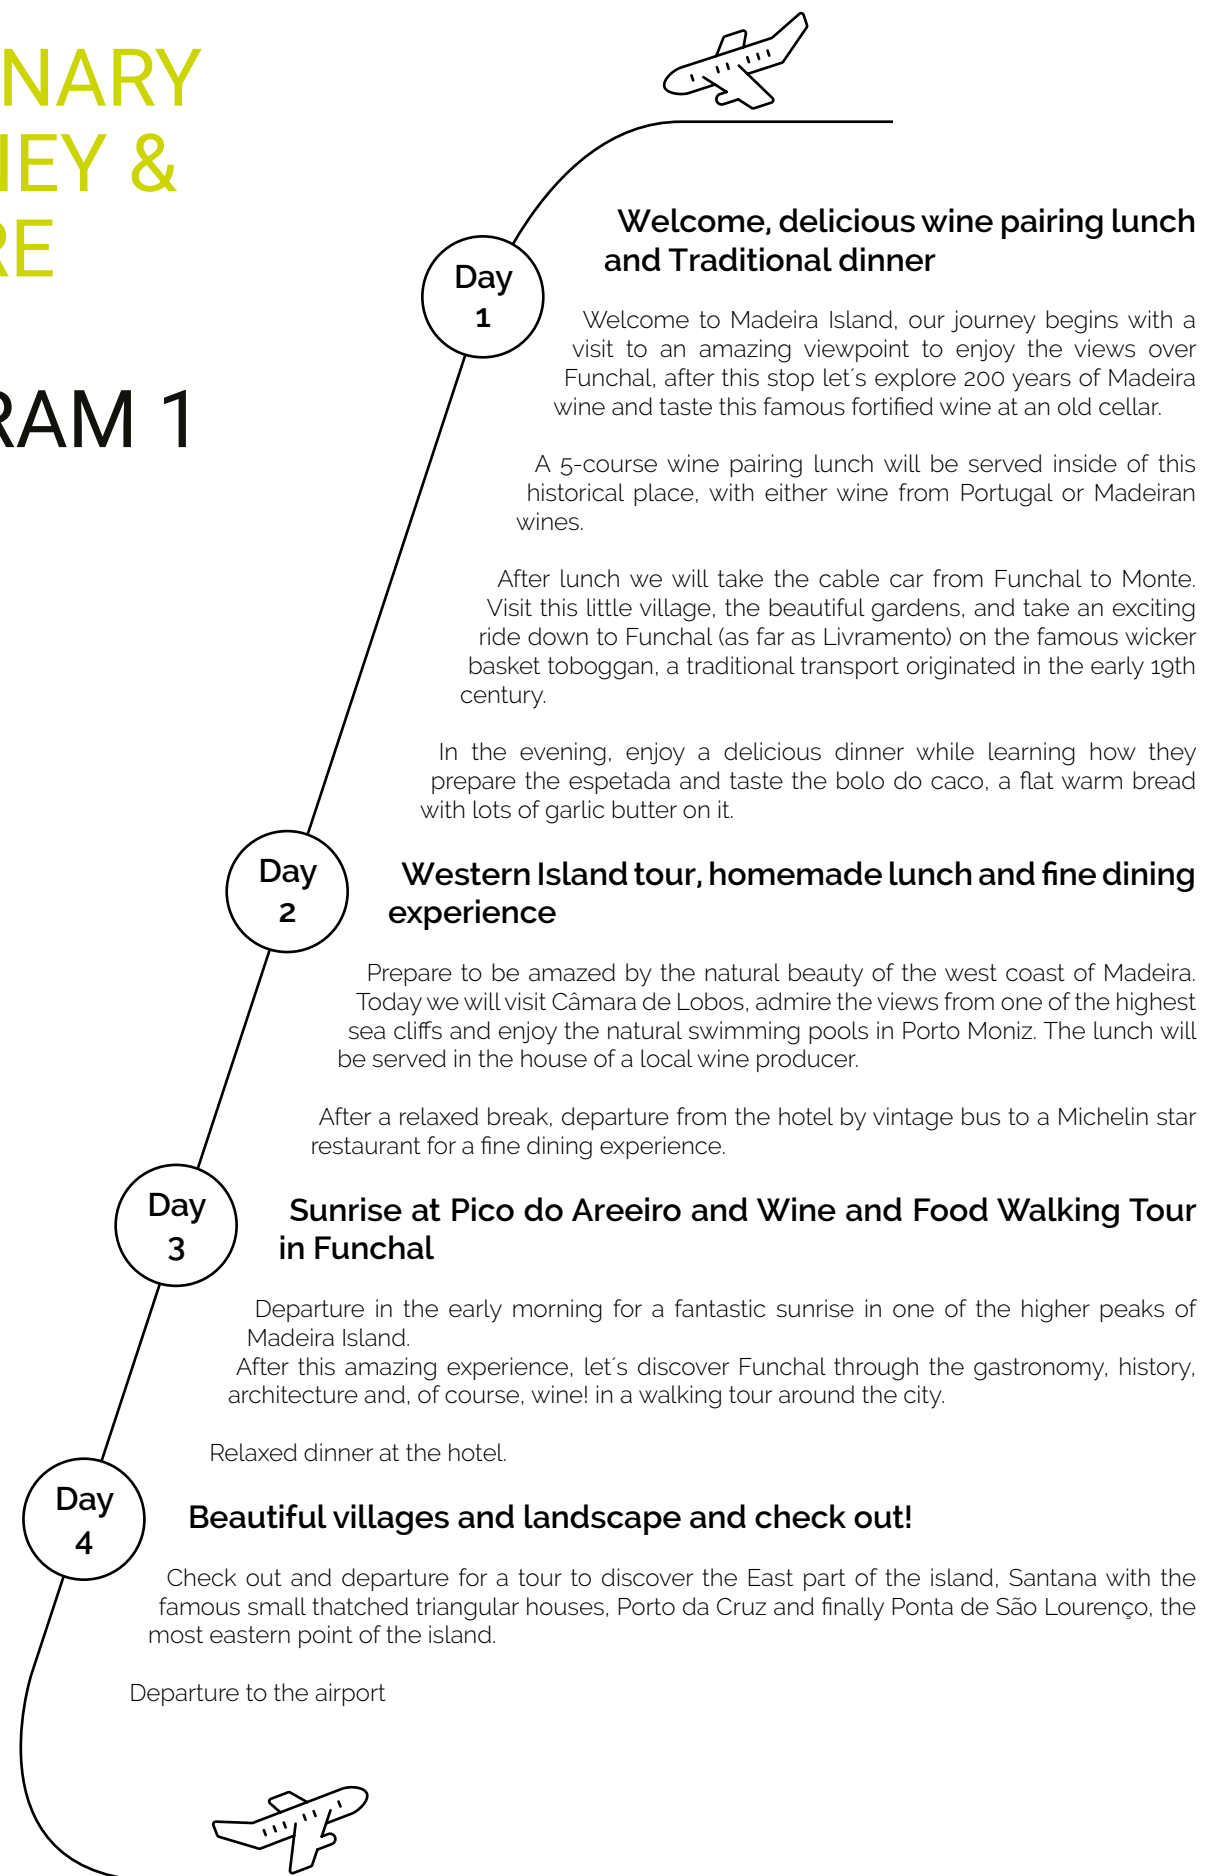 NARY
NEY &
RE
RAM 1
Day
1
Welcome, delicious wine pairing lunch
and Traditional dinner
Welcome to Madeira Island, our journey begins with a
visit to an amazing viewpoint to enjoy the views over
Funchal, after this stop let´s explore 200 years of Madeira
wine and taste this famous fortified wine at an old cellar.
A 5-course wine pairing lunch will be served inside of this
historical place, with either wine from Portugal or Madeiran
wines.
After lunch we will take the cable car from Funchal to Monte.
Visit this little village, the beautiful gardens, and take an exciting
ride down to Funchal (as far as Livramento) on the famous wicker
basket toboggan, a traditional transport originated in the early 19th
century.
In the evening, enjoy a delicious dinner while learning how they
prepare the espetada and taste the bolo do caco, a flat warm bread
with lots of garlic butter on it.
Day
2
Western Island tour, homemade lunch and fine dining
experience
Prepare to be amazed by the natural beauty of the west coast of Madeira.
Today we will visit Câmara de Lobos, admire the views from one of the highest
sea cliffs and enjoy the natural swimming pools in Porto Moniz. The lunch will
be served in the house of a local wine producer.
After a relaxed break, departure from the hotel by vintage bus to a Michelin star
restaurant for a fine dining experience.
Day
3
Sunrise at Pico do Areeiro and Wine and Food Walking Tour
in Funchal
Departure in the early morning for a fantastic sunrise in one of the higher peaks of
Madeira Island.
After this amazing experience, let´s discover Funchal through the gastronomy, history,
architecture and, of course, wine! in a walking tour around the city.
Relaxed dinner at the hotel.
Day
4
Beautiful villages and landscape and check out!
Check out and departure for a tour to discover the East part of the island, Santana with the
famous small thatched triangular houses, Porto da Cruz and finally Ponta de São Lourenço, the
most eastern point of the island.
Departure to the airport